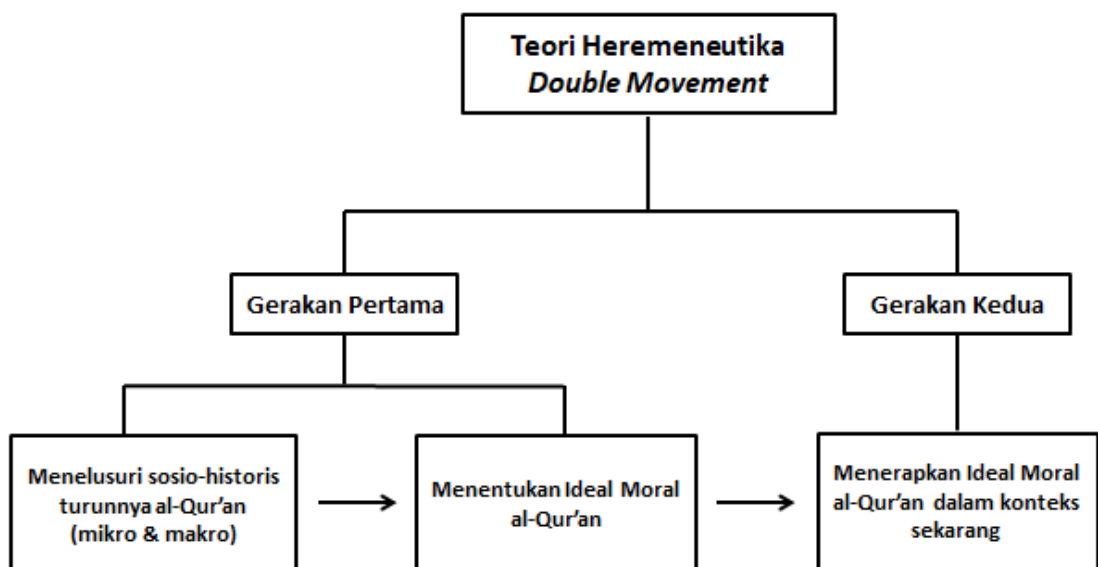 Teori Heremeneutika
Double Movement
Gerakan Pertama
Gerakan Kedua
Menelusuri sosio-historis
turunnya al-Qur'an
(mikro & makro)
Menentukan Ideal Moral
al-Qur'an
Menerapkan Ideal Moral
al-Qur'an dalam konteks
sekarang